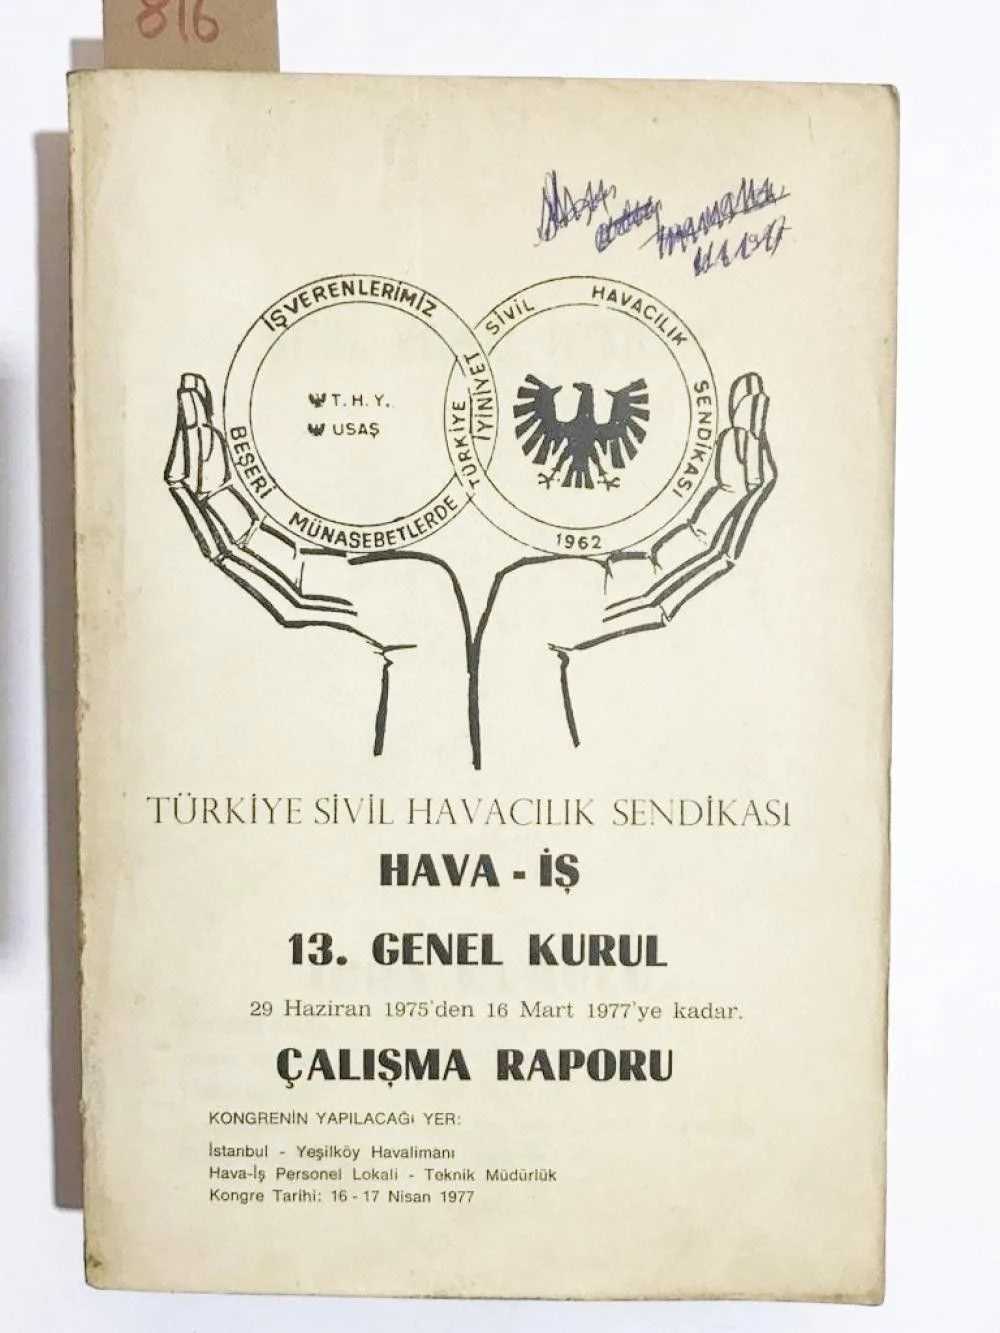 816
İŞVERENLERİMİZ
T. H. Y.
USAŞ
BEŞERİ MÜNASEBETLERDE
İYİNİYET
TÜRKİYE SİVİL HAVACILIK SENDİKASI
1962
TÜRKİYE SİVİL HAVACILIK SENDİKASI
HAVA - İŞ
13. GENEL KURUL
29 Haziran 1975'den 16 Mart 1977'ye kadar.
ÇALIŞMA RAPORU
KONGRENİN YAPILACAĞI YER:
İstanbul - Yeşilköy Havalimanı
Hava-İş Personel Lokali - Teknik Müdürlük
Kongre Tarihi: 16 - 17 Nisan 1977